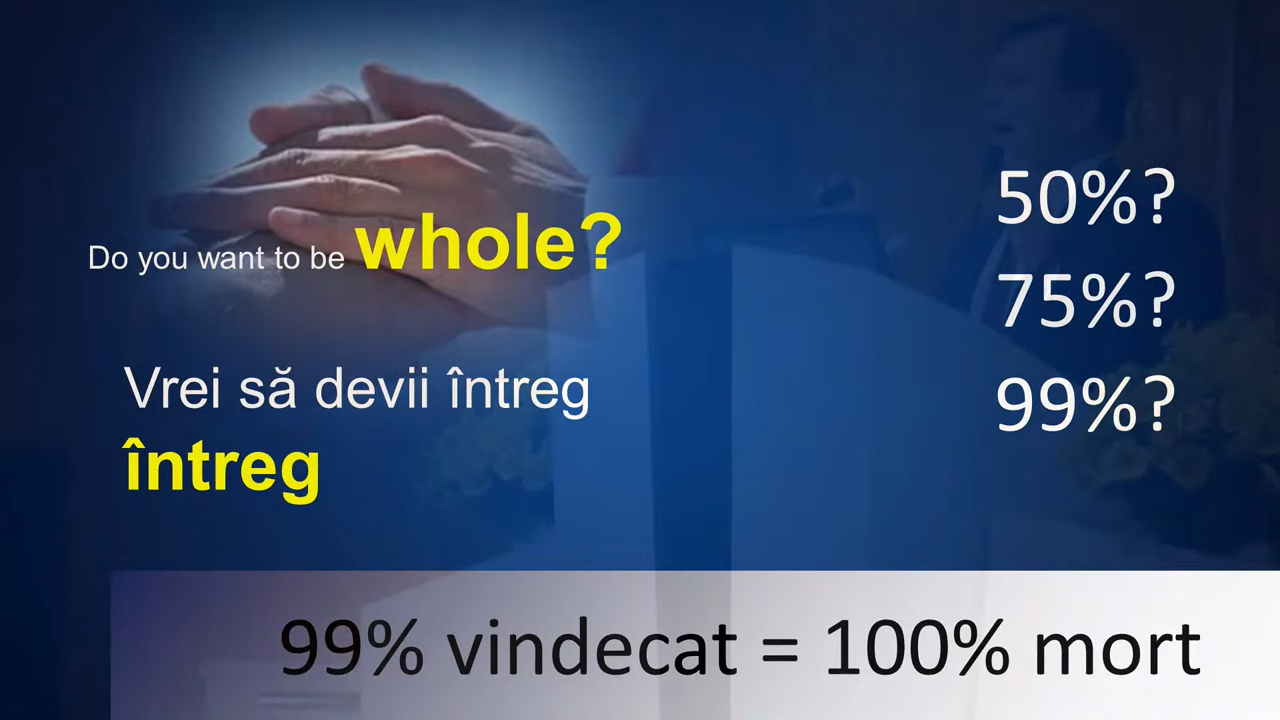 Do you want to be whole?
Vrei să devii întreg
întreg
50%?
75%?
99%?
99% vindecat = 100% mort